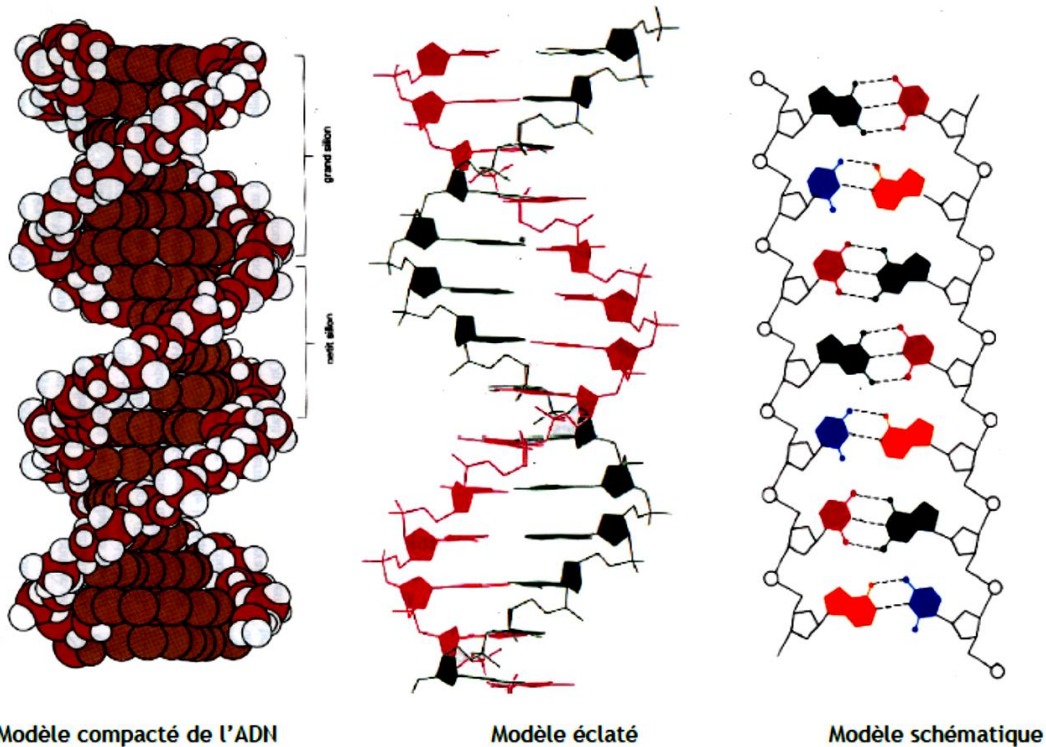 grand sillon
petit sillon
Modèle compacté de l'ADN
Modèle éclaté
Modèle schématique